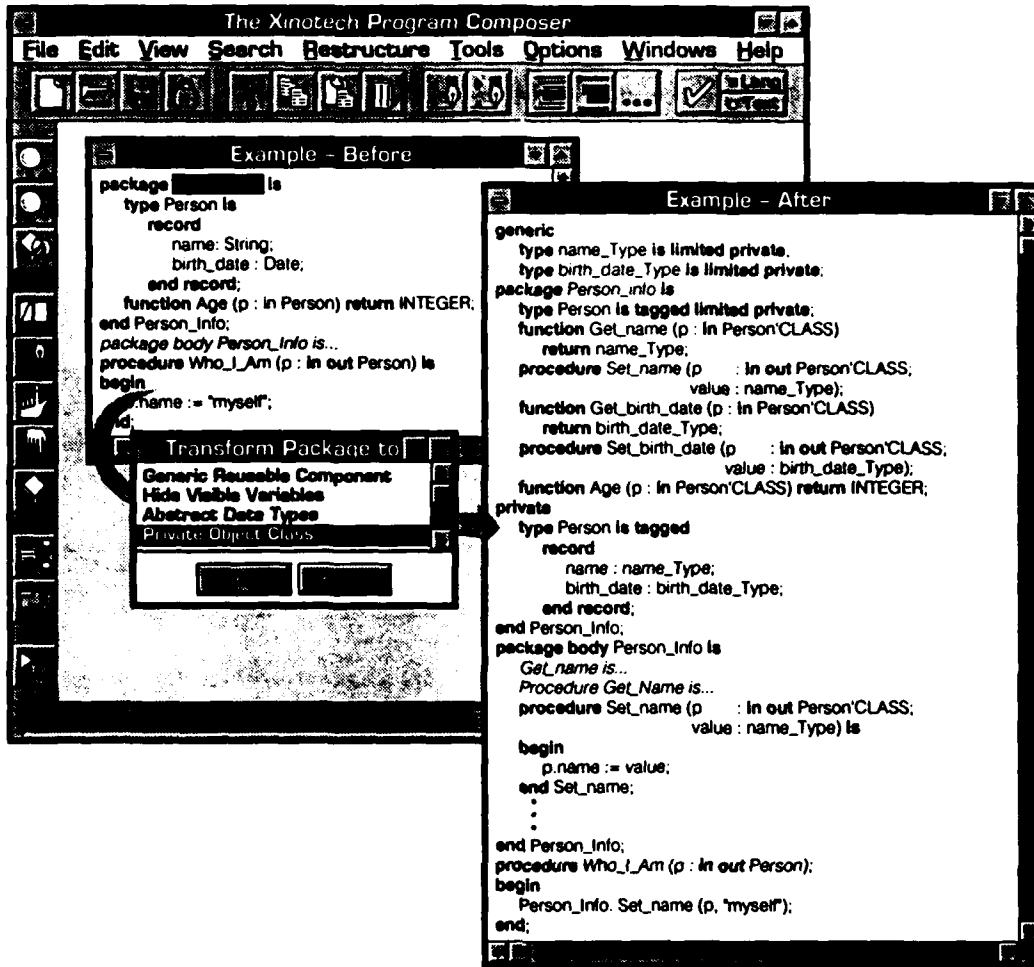 The Xinotech Program Composer
File Edit View Search Restructure Tools Options Windows Help
Lang
Text
Example - Before
package is
type Person is
record
name: String;
birth_date : Date;
end record;
function Age (p : in Person) return INTEGER;
end Person_Info;
package body Person_Info is...
procedure Who_I_Am (p : in out Person) is
begin
.name := "myself";
Transform Package to
Generic Reusable Component
Hide Visible Variables
Abstract Data Types
Private Object Class
Example - After
generic
type name_Type is limited private.
type birth_date_Type is limited private;
package Person_info is
type Person is tagged limited private;
function Get_name (p : in Person'CLASS)
return name_Type;
procedure Set_name (p : in out Person'CLASS;
value : name_Type);
function Get_birth_date (p : in Person'CLASS)
return birth_date_Type;
procedure Set_birth_date (p : in out Person'CLASS;
value : birth_date_Type);
function Age (p : in Person'CLASS) return INTEGER;
private
type Person is tagged
record
name : name_Type;
birth_date : birth_date_Type;
end record;
end Person_Info;
package body Person_Info is
Get_name is...
Procedure Get_Name is...
procedure Set_name (p : in out Person'CLASS;
value : name_Type) is
begin
p.name := value;
end Set_name;
end Person_Info;
procedure Who_I_Am (p : in out Person);
begin
Person_Info. Set_name (p, "myself");
end;